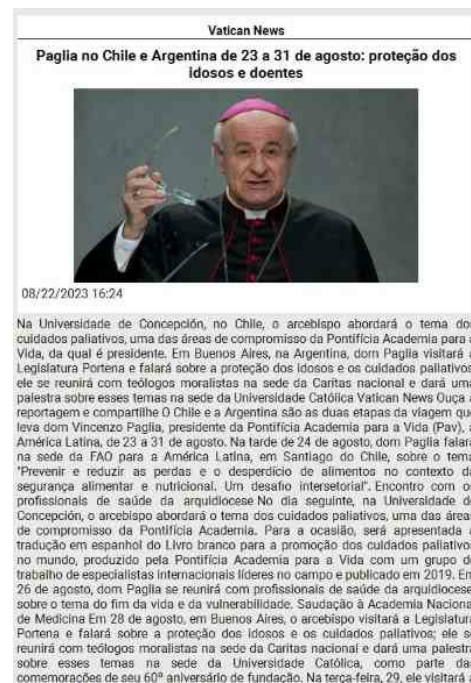 Vatican News
Paglia no Chile e Argentina de 23 a 31 de agosto: proteção dos
idosos e doentes
08/22/2023 16:24
Na Universidade de Concepción, no Chile, o arcebispo abordará o tema dos
cuidados paliativos, uma das áreas de compromisso da Pontifícia Academia para a
Vida, da qual é presidente. Em Buenos Aires, na Argentina, dom Paglia visitará a
Legislatura Portena e falará sobre a proteção dos idosos e os cuidados paliativos;
ele se reunirá com teólogos moralistas na sede da Caritas nacional e dará uma
palestra sobre esses temas na sede da Universidade Católica Vatican News Ouça a
reportagem e compartilhe O Chile e a Argentina são as duas etapas da viagem que
leva dom Vincenzo Paglia, presidente da Pontifícia Academia para a Vida (Pav), à
América Latina, de 23 a 31 de agosto. Na tarde de 24 de agosto, dom Paglia falará
na sede da FAO para a América Latina, em Santiago do Chile, sobre o tema
"Prevenir e reduzir as perdas e o desperdício de alimentos no contexto da
segurança alimentar e nutricional. Um desafio intersetorial". Encontro com os
profissionais de saúde da arquidiocese No dia seguinte, na Universidade de
Concepción, o arcebispo abordará o tema dos cuidados paliativos, uma das áreas
de compromisso da Pontifícia Academia. Para a ocasião, será apresentada a
tradução em espanhol do Livro branco para a promoção dos cuidados paliativos
no mundo, produzido pela Pontifícia Academia para a Vida com um grupo de
trabalho de especialistas internacionais líderes no campo e publicado em 2019. Em
26 de agosto, dom Paglia se reunirá com profissionais de saúde da arquidiocese
sobre o tema do fim da vida e da vulnerabilidade. Saudação à Academia Nacional
de Medicina Em 28 de agosto, em Buenos Aires, o arcebispo visitará a Legislatura
Portena e falará sobre a proteção dos idosos e os cuidados paliativos; ele se
reunirá com teólogos moralistas na sede da Caritas nacional e dará uma palestra
sobre esses temas na sede da Universidade Católica, como parte das
comemorações de seu 60º aniversário de fundação. Na terça-feira, 29, ele visitará a